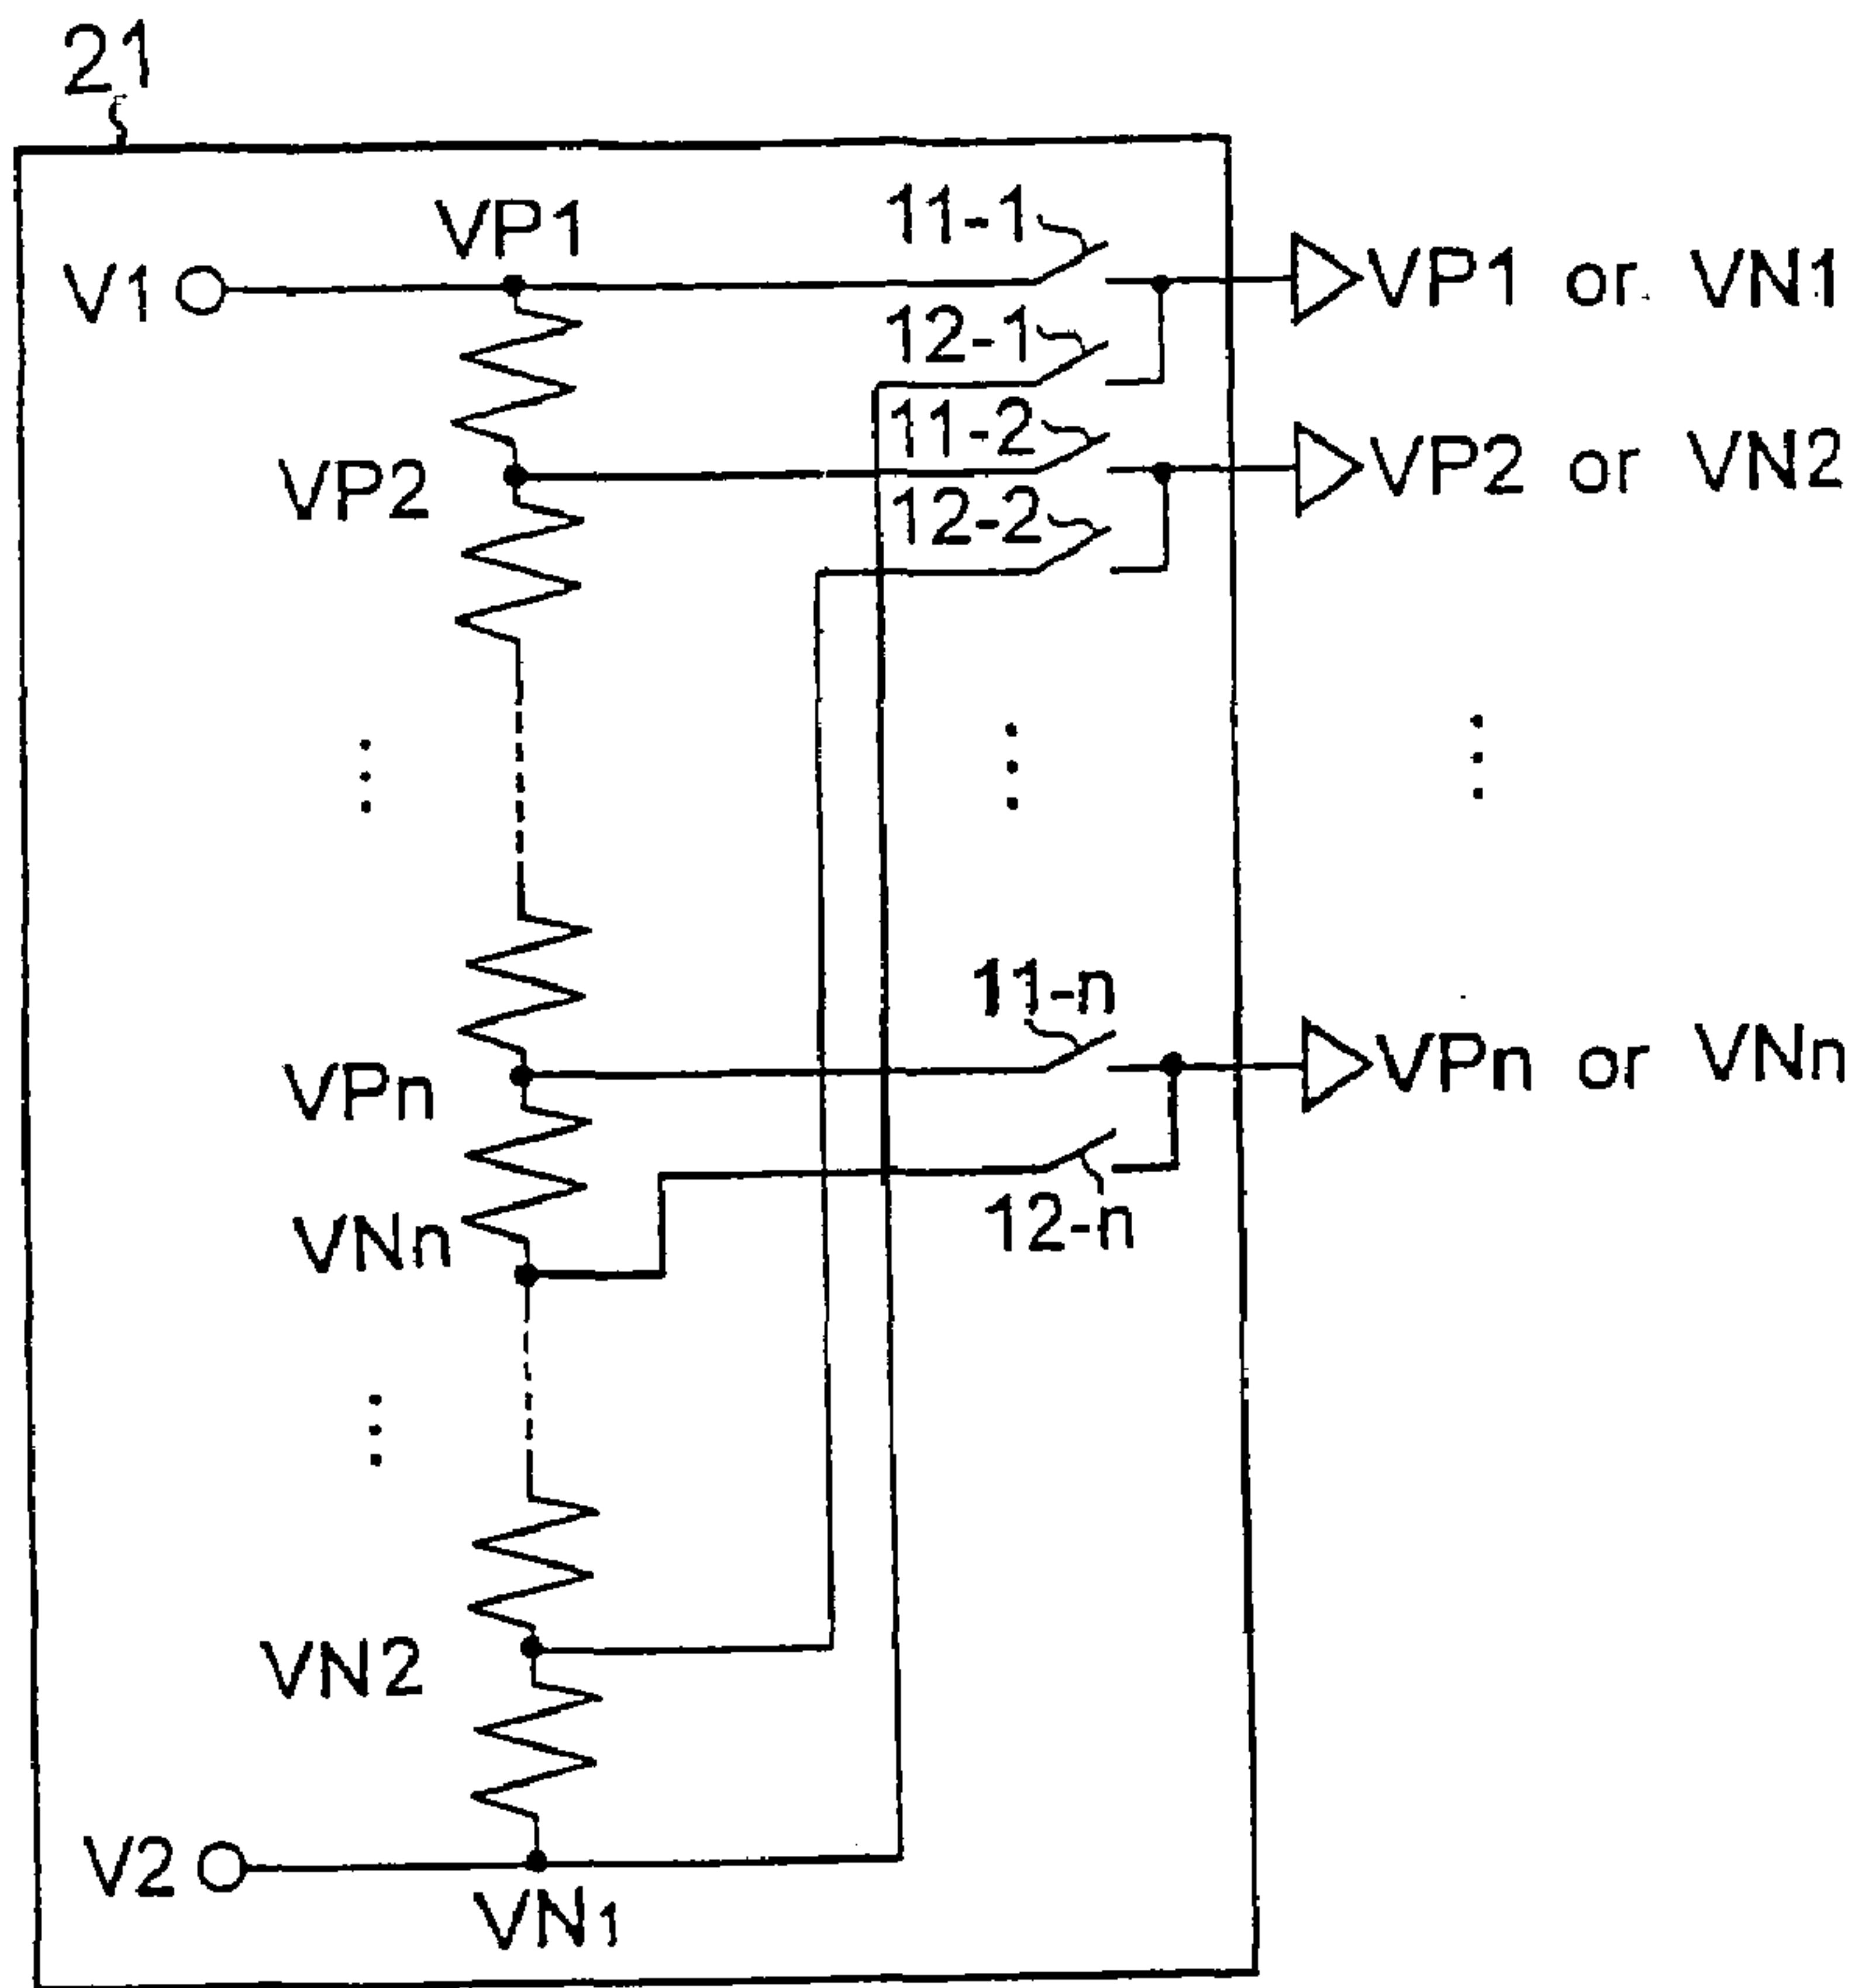 21
VP1
11-1
V1
VP1 or VN1
12-1
11-2
VP2
VP2 or VN2
12-2
11-n
VPn
VPn or VNn
12-n
VNn
VN2
V2
VN1